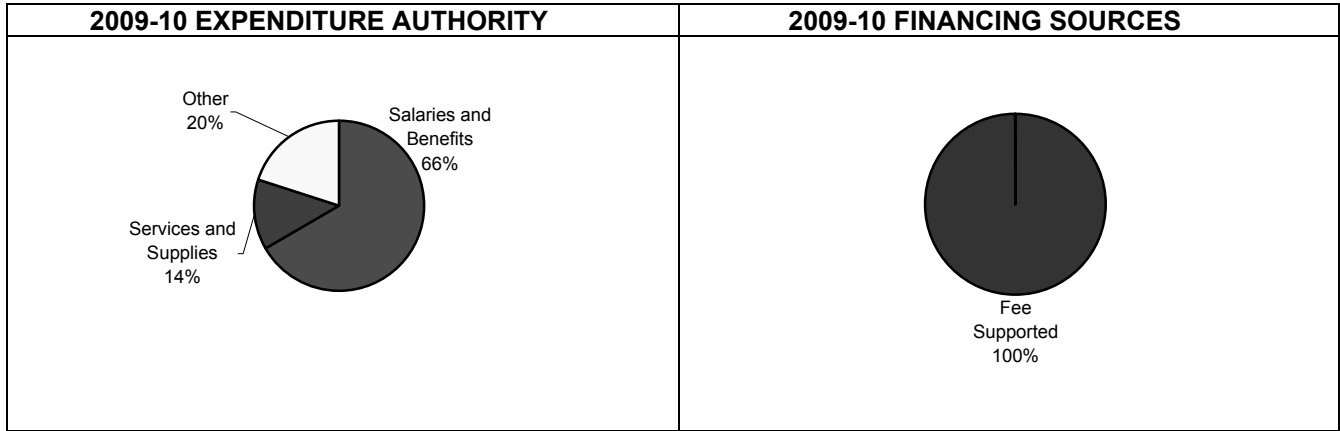 2009-10 EXPENDITURE AUTHORITY
Other
20%
Salaries and
Benefits
66%
Services and
Supplies
14%
2009-10 FINANCING SOURCES
Fee
Supported
100%